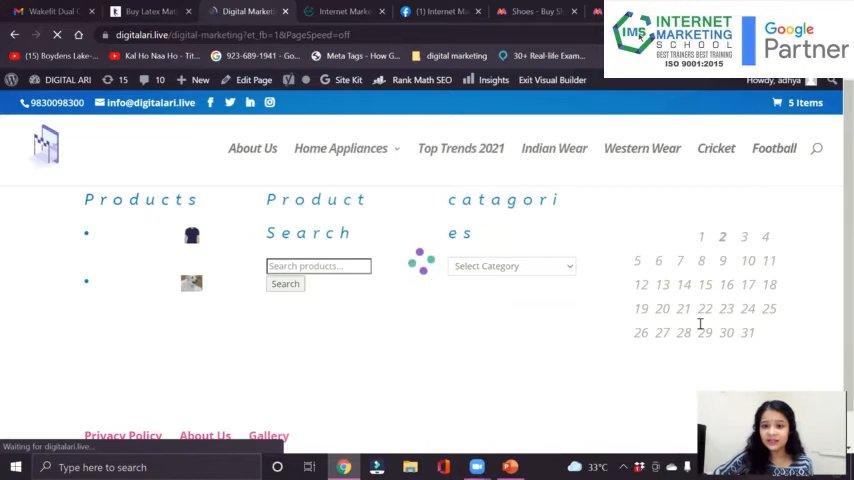 Wakefit Dual C
Buy Latex Mat
Digital Marketi
Internet Marke
(1) Internet M
Shoes - Buy Sh
digitalari.live/digital-marketing?et_fb=1&PageSpeed=off
(15) Boydens Lake-...
Kal Ho Naa Ho - Tit...
923-689-1941 - Goo...
Meta Tags - How G...
digital marketing
30+ Real-life Exam...
DIGITAL ARI
15
0
New
Edit Page
Site Kit
Rank Math SEO
Insights
Exit Visual Builder
Howdy, adhya
IMS
INTERNET
MARKETING
SCHOOL
BEST TRAINERS BEST TRAINING
ISO 9001:2015
Google
Partner
9830098300
info@digitalari.live
5 Items
About Us
Home Appliances
Top Trends 2021
Indian Wear
Western Wear
Cricket
Football
Products
Product
Search
Search products...
Search
catagori
es
Select Category
1 2 3 4
5 6 7 8 9 10 11
12 13 14 15 16 17 18
19 20 21 22 23 24 25
26 27 28 29 30 31
Privacy Policy
About Us
Gallery
Waiting for digitalari.live...
Type here to search
33°C